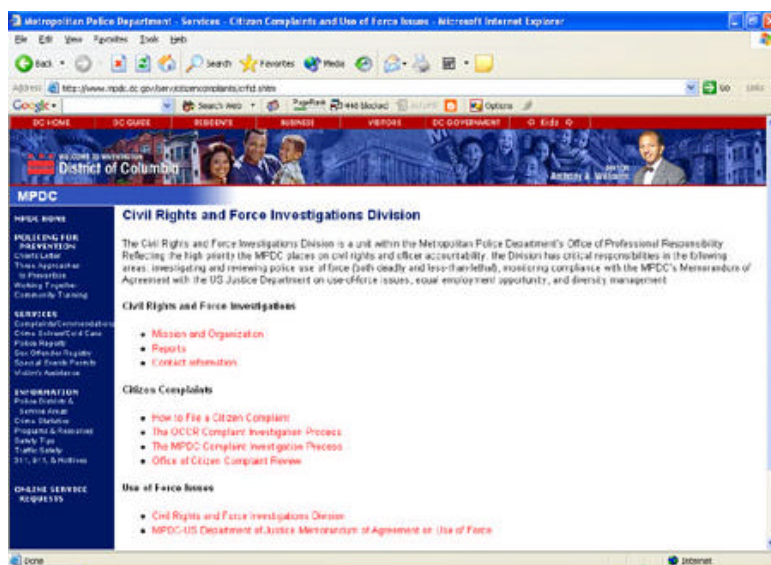 Metropolitan Police Department - Services - Citizen Complaints and Use of Force Issues - Microsoft Internet Explorer
File Edit View Favorites Tools Help
Back Search Favorites Media
Address http://www.mpdc.dc.gov/serv/citizencomplaints/crfid.shtm Go Links
Google Search Web PageRank blocked Options
DC HOME DC GUIDE RESIDENTS BUSINESS VISITORS DC GOVERNMENT Kids
WELCOME TO WASHINGTON
District of Columbia
Anthony A. Williams
MPDC
MPDC HOME
POLICING FOR
PREVENTION
Chief's Letter
Three Approaches
to Prevention
Working Together
Community Training
SERVICES
Complaints/Commendations
Crime Solvers/Cold Case
Police Reports
Sex Offender Registry
Special Events Permits
Victim's Assistance
INFORMATION
Police Districts &
Service Areas
Crime Statistics
Programs & Resources
Safety Tips
Traffic Safety
311, 911, & Hotlines
ONLINE SERVICE
REQUESTS
Civil Rights and Force Investigations Division
The Civil Rights and Force Investigations Division is a unit within the Metropolitan Police Department's Office of Professional Responsibility.
Reflecting the high priority the MPDC places on civil rights and officer accountability, the Division has critical responsibilities in the following
areas: investigating and reviewing police use of force (both deadly and less-than-lethal), monitoring compliance with the MPDC's Memorandum of
Agreement with the US Justice Department on use-of-force issues, equal employment opportunity, and diversity management
Civil Rights and Force Investigations
• Mission and Organization
• Reports
• Contact Information
Citizen Complaints
• How to File a Citizen Complaint
• The OCCR Complaint Investigation Process
• The MPDC Complaint Investigation Process
• Office of Citizen Complaint Review
Use of Force Issues
• Civil Rights and Force Investigations Division
• MPDC-US Department of Justice Memorandum of Agreement on Use of Force
Done Internet